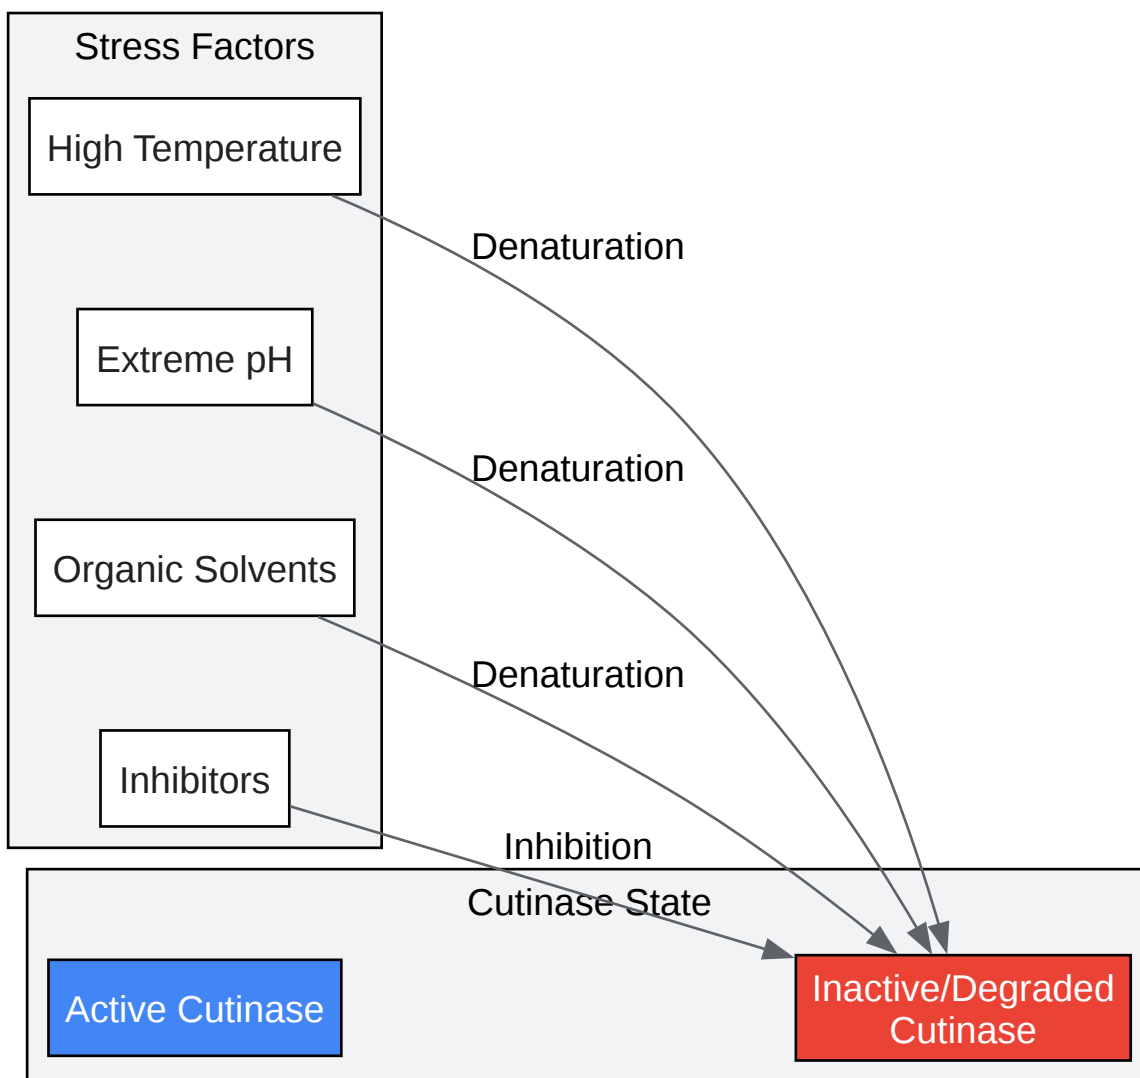 Stress Factors
High Temperature
Denaturation
Extreme pH
Denaturation
Organic Solvents
Denaturation
Inhibitors
Inhibition
Cutinase State
Active Cutinase
Inactive/Degraded
Cutinase